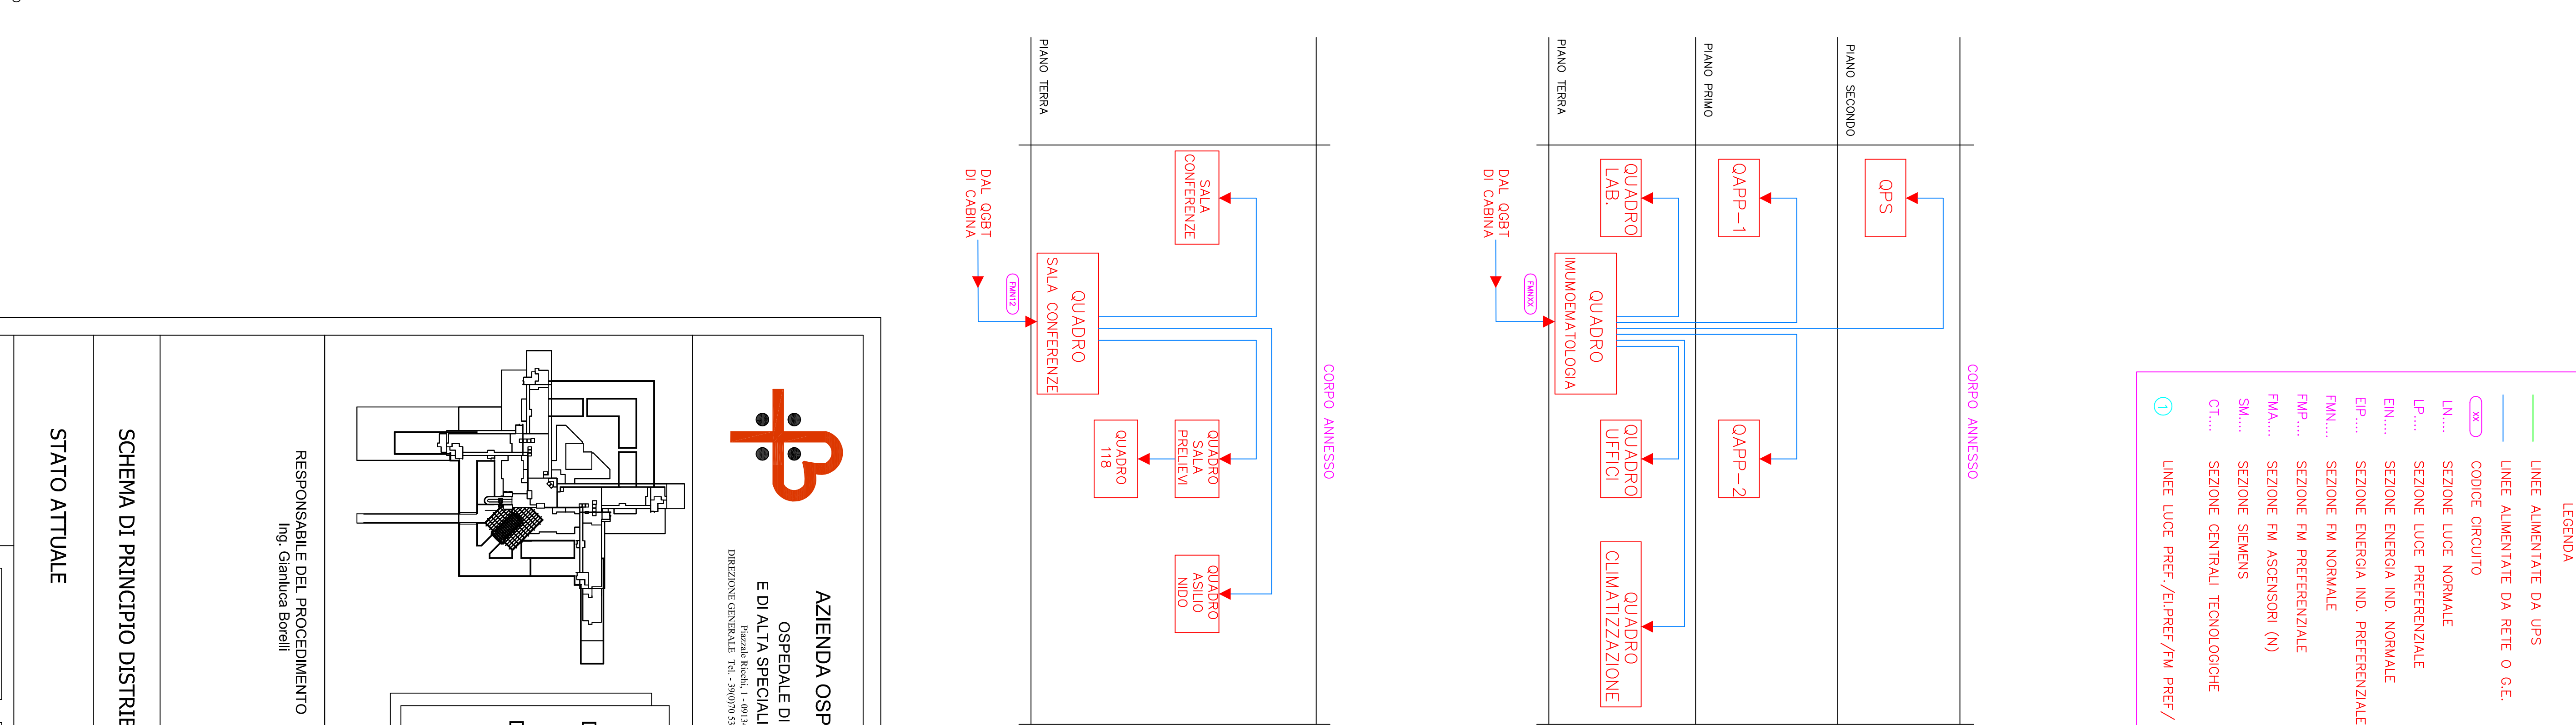 LEGENDA
LINEE ALIMENTATE DA UPS
LINEE ALIMENTATE DA RETE O G.E.
XX CODICE CIRCUITO
LN.... SEZIONE LUCE NORMALE
LP.... SEZIONE LUCE PREFERENZIALE
EIN.... SEZIONE ENERGIA IND. NORMALE
EIP.... SEZIONE ENERGIA IND. PREFERENZIALE
FMN.... SEZIONE FM NORMALE
FMP.... SEZIONE FM PREFERENZIALE
FMA.... SEZIONE FM ASCENSORI (N)
SM.... SEZIONE SIEMENS
CT.... SEZIONE CENTRALI TECNOLOGICHE
1 LINEE LUCE PREF./EI.PREF/FM PREF/
CORPO ANNESSO
PIANO SECONDO
QPS
PIANO PRIMO
QAPP-1
QAPP-2
PIANO TERRA
QUADRO
LAB.
QUADRO
UFFICI
QUADRO
CLIMATIZZAZIONE
QUADRO
IMUMOEMATOLOGIA
FMNXX
DAL QGBT
DI CABINA
CORPO ANNESSO
PIANO TERRA
SALA
CONFERENZE
QUADRO
SALA
PRELIEVI
QUADRO
ASILIO
NIDO
QUADRO
118
QUADRO
SALA CONFERENZE
FMN12
DAL QGBT
DI CABINA
AZIENDA OSP
OSPEDALE DI
E DI ALTA SPECIALI
Piazzale Ricchi, 1 - 0913
DIREZIONE GENERALE Tel. - 39(0)70 53
RESPONSABILE DEL PROCEDIMENTO
Ing. Gianluca Borelli
SCHEMA DI PRINCIPIO DISTRIB
STATO ATTUALE